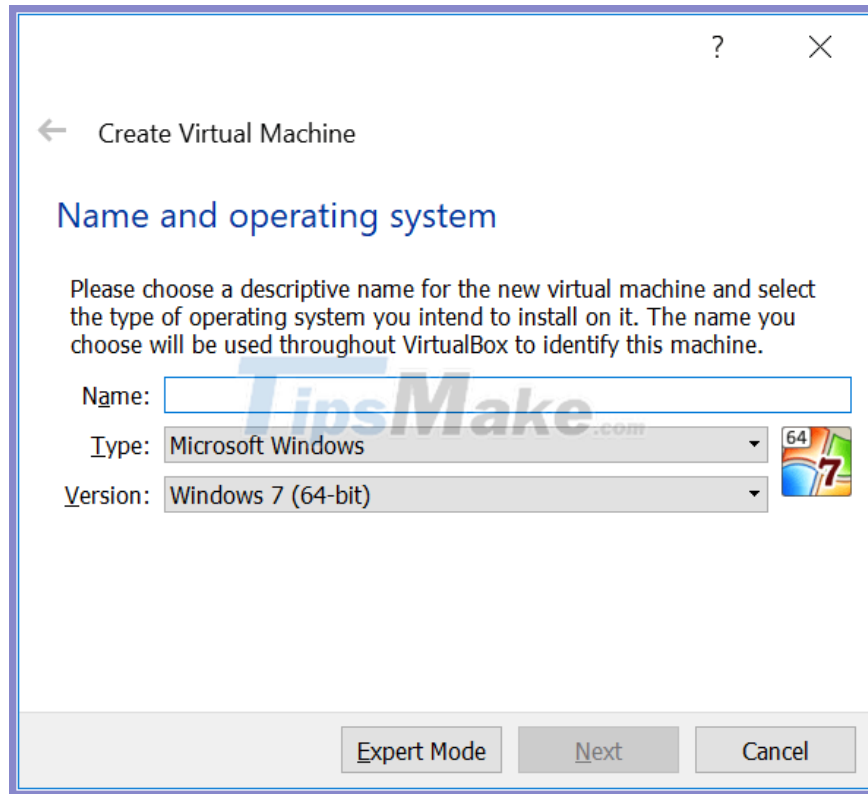 ?
Create Virtual Machine
Name and operating system
Please choose a descriptive name for the new virtual machine and select
the type of operating system you intend to install on it. The name you
choose will be used throughout VirtualBox to identify this machine.
Name:
TipsMake.com
Type: Microsoft Windows
64
7
Version: Windows 7 (64-bit)
Expert Mode Next Cancel